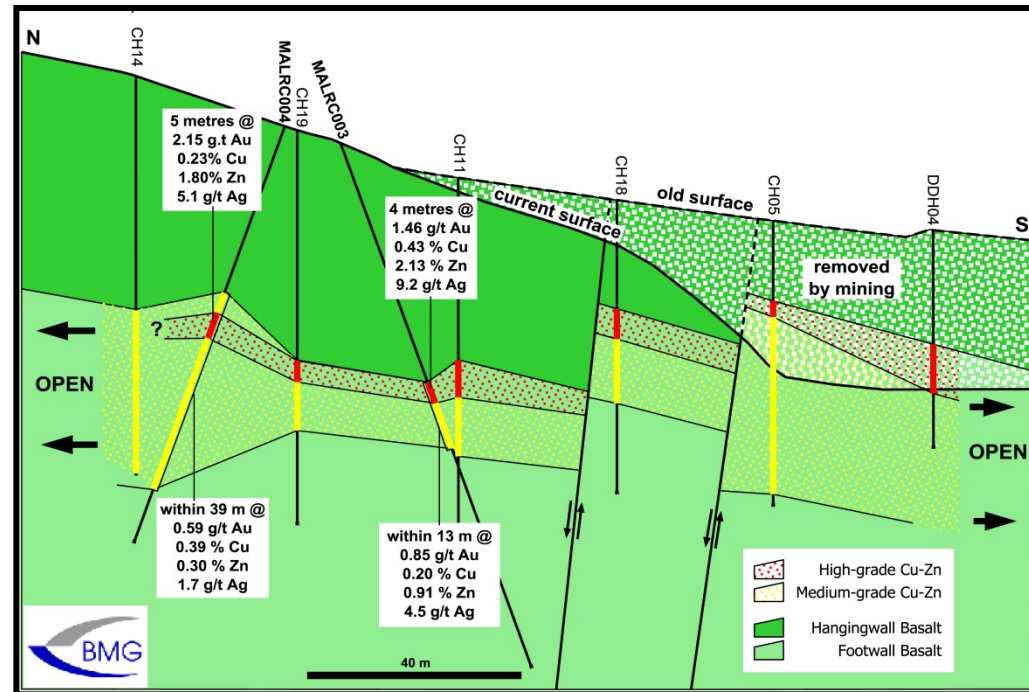 N
CH14
MALRC004
CH19
MALRC003
CH11
CH18
CH05
DDH04
S
5 metres @
2.15 g.t Au
0.23% Cu
1.80% Zn
5.1 g/t Ag
4 metres @
1.46 g/t Au
0.43 % Cu
2.13 % Zn
9.2 g/t Ag
old surface
current surface
removed
by mining
?
OPEN
OPEN
within 39 m @
0.59 g/t Au
0.39 % Cu
0.30 % Zn
1.7 g/t Ag
within 13 m @
0.85 g/t Au
0.20 % Cu
0.91 % Zn
4.5 g/t Ag
High-grade Cu-Zn
Medium-grade Cu-Zn
Hangingwall Basalt
Footwall Basalt
BMG
40 m